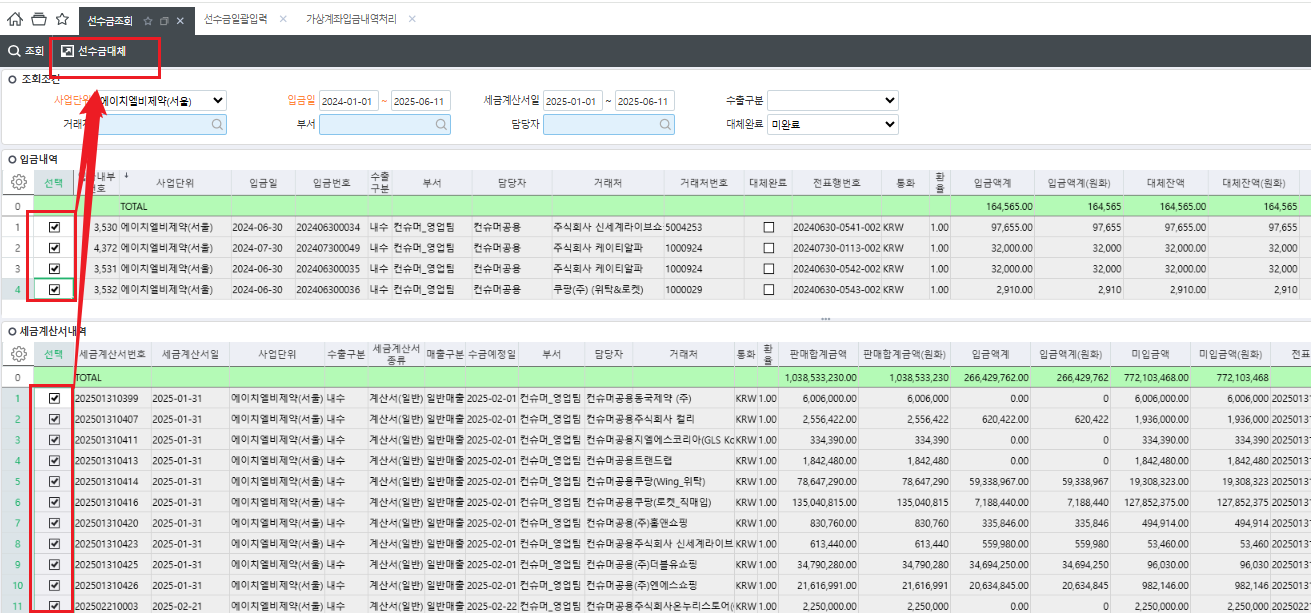 선수금조회 선수금일괄입력 가상계좌입금내역처리
조회 선수금대체
조회조건
사업단위 에이치엘비제약(서울) 입금일 2024-01-01 ~ 2025-06-11 세금계산서일 2025-01-01 ~ 2025-06-11 수출구분
거래처 부서 담당자 대체완료 미완료
입금내역
선택 내부번호 사업단위 입금일 입금번호 수출구분 부서 담당자 거래처 거래처번호 대체완료 전표행번호 통화 환율 입금액계 입금액계(원화) 대체잔액 대체잔액(원화)
0 TOTAL 164,565.00 164,565 164,565.00 164,565
1 3,530 에이치엘비제약(서울) 2024-06-30 202406300034 내수 컨슈머_영업팀 컨슈머공용 주식회사 신세계라이브쇼 5004253 20240630-0541-002 KRW 1.00 97,655.00 97,655 97,655.00 97,655
2 4,372 에이치엘비제약(서울) 2024-07-30 202407300049 내수 컨슈머_영업팀 컨슈머공용 주식회사 케이티알파 1000924 20240730-0113-002 KRW 1.00 32,000.00 32,000 32,000.00 32,000
3 3,531 에이치엘비제약(서울) 2024-06-30 202406300035 내수 컨슈머_영업팀 컨슈머공용 주식회사 케이티알파 1000924 20240630-0542-002 KRW 1.00 32,000.00 32,000 32,000.00 32,000
4 3,532 에이치엘비제약(서울) 2024-06-30 202406300036 내수 컨슈머_영업팀 컨슈머공용 쿠팡(주) (위탁&로켓) 1000029 20240630-0543-002 KRW 1.00 2,910.00 2,910 2,910.00 2,910
세금계산서내역
선택 세금계산서번호 세금계산서일 사업단위 수출구분 세금계산서종류 매출구분 수금예정일 부서 담당자 거래처 통화 환율 판매합계금액 판매합계금액(원화) 입금액계 입금액계(원화) 미입금액 미입금액(원화) 전표
0 TOTAL 1,038,533,230.00 1,038,533,230 266,429,762.00 266,429,762 772,103,468.00 772,103,468
1 202501310399 2025-01-31 에이치엘비제약(서울) 내수 계산서(일반) 일반매출 2025-02-01 컨슈머_영업팀 컨슈머공용 동국제약 (주) KRW 1.00 6,006,000.00 6,006,000 0.00 0 6,006,000.00 6,006,000 2025013
2 202501310407 2025-01-31 에이치엘비제약(서울) 내수 계산서(일반) 일반매출 2025-02-01 컨슈머_영업팀 컨슈머공용 주식회사 컬리 KRW 1.00 2,556,422.00 2,556,422 620,422.00 620,422 1,936,000.00 1,936,000 2025013
3 202501310411 2025-01-31 에이치엘비제약(서울) 내수 계산서(일반) 일반매출 2025-02-01 컨슈머_영업팀 컨슈머공용 지엘에스코리아(GLS Ko KRW 1.00 334,390.00 334,390 0.00 0 334,390.00 334,390 2025013
4 202501310413 2025-01-31 에이치엘비제약(서울) 내수 계산서(일반) 일반매출 2025-02-01 컨슈머_영업팀 컨슈머공용 트랜드랩 KRW 1.00 1,842,480.00 1,842,480 0.00 0 1,842,480.00 1,842,480 2025013
5 202501310414 2025-01-31 에이치엘비제약(서울) 내수 계산서(일반) 일반매출 2025-02-01 컨슈머_영업팀 컨슈머공용 쿠팡(Wing_위탁) KRW 1.00 78,647,290.00 78,647,290 59,338,967.00 59,338,967 19,308,323.00 19,308,323 2025013
6 202501310416 2025-01-31 에이치엘비제약(서울) 내수 계산서(일반) 일반매출 2025-02-01 컨슈머_영업팀 컨슈머공용 쿠팡(로켓_직매입) KRW 1.00 135,040,815.00 135,040,815 7,188,440.00 7,188,440 127,852,375.00 127,852,375 2025013
7 202501310420 2025-01-31 에이치엘비제약(서울) 내수 계산서(일반) 일반매출 2025-02-01 컨슈머_영업팀 컨슈머공용 (주)홈앤쇼핑 KRW 1.00 830,760.00 830,760 335,846.00 335,846 494,914.00 494,914 2025013
8 202501310423 2025-01-31 에이치엘비제약(서울) 내수 계산서(일반) 일반매출 2025-02-01 컨슈머_영업팀 컨슈머공용 주식회사 신세계라이브 KRW 1.00 613,440.00 613,440 559,980.00 559,980 53,460.00 53,460 2025013
9 202501310425 2025-01-31 에이치엘비제약(서울) 내수 계산서(일반) 일반매출 2025-02-01 컨슈머_영업팀 컨슈머공용 (주)더블유쇼핑 KRW 1.00 34,790,280.00 34,790,280 34,694,250.00 34,694,250 96,030.00 96,030 2025013
10 202501310426 2025-01-31 에이치엘비제약(서울) 내수 계산서(일반) 일반매출 2025-02-01 컨슈머_영업팀 컨슈머공용 (주)엔에스쇼핑 KRW 1.00 21,616,991.00 21,616,991 20,634,845.00 20,634,845 982,146.00 982,146 2025013
11 202502210003 2025-02-21 에이치엘비제약(서울) 내수 계산서(일반) 일반매출 2025-02-22 컨슈머_영업팀 컨슈머공용 주식회사온누리스토어( KRW 1.00 2,250,000.00 2,250,000 0.00 0 2,250,000.00 2,250,000 202502